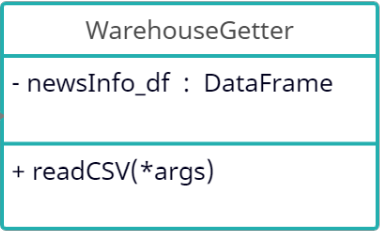 WarehouseGetter
- newsInfo_df : DataFrame
+ readCSV(*args)